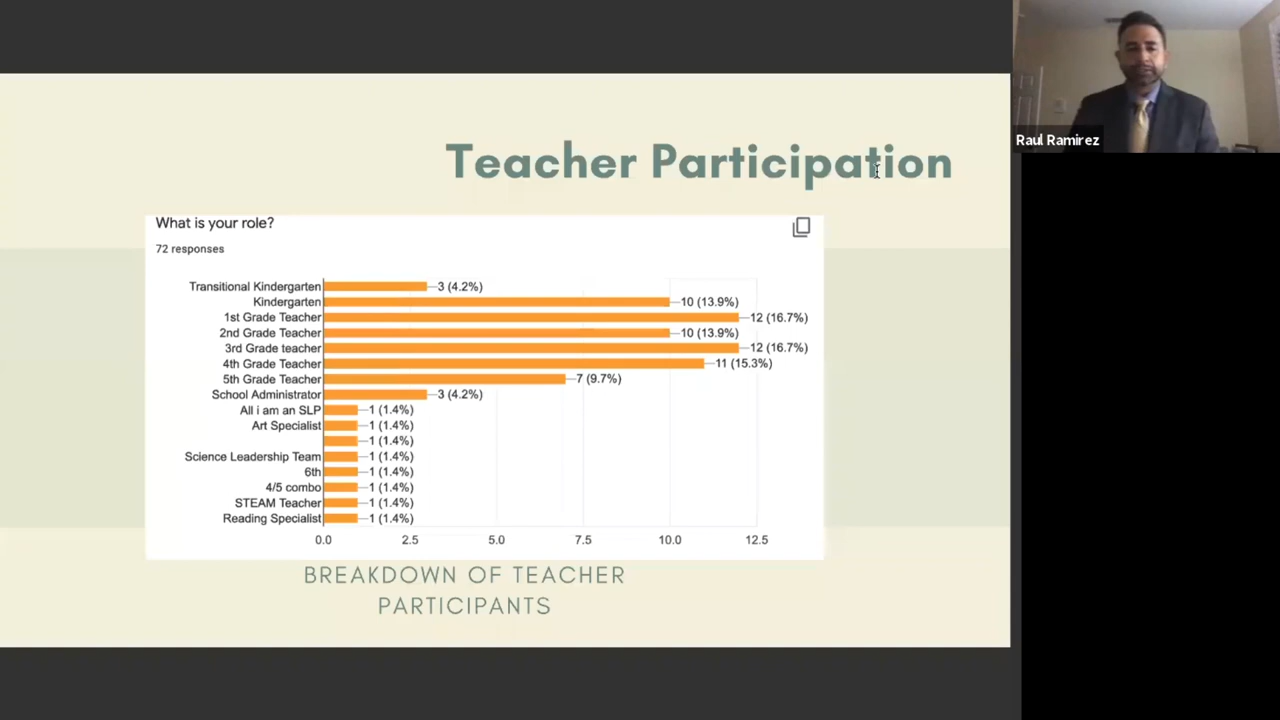 Teacher Participation
What is your role?
72 responses
Transitional Kindergarten 3 (4.2%)
Kindergarten 10 (13.9%)
1st Grade Teacher 12 (16.7%)
2nd Grade Teacher 10 (13.9%)
3rd Grade teacher 12 (16.7%)
4th Grade Teacher 11 (15.3%)
5th Grade Teacher 7 (9.7%)
School Administrator 3 (4.2%)
All i am an SLP 1 (1.4%)
Art Specialist 1 (1.4%)
1 (1.4%)
Science Leadership Team 1 (1.4%)
6th 1 (1.4%)
4/5 combo 1 (1.4%)
STEAM Teacher 1 (1.4%)
Reading Specialist 1 (1.4%)
0.0 2.5 5.0 7.5 10.0 12.5
BREAKDOWN OF TEACHER
PARTICIPANTS
Raul Ramirez